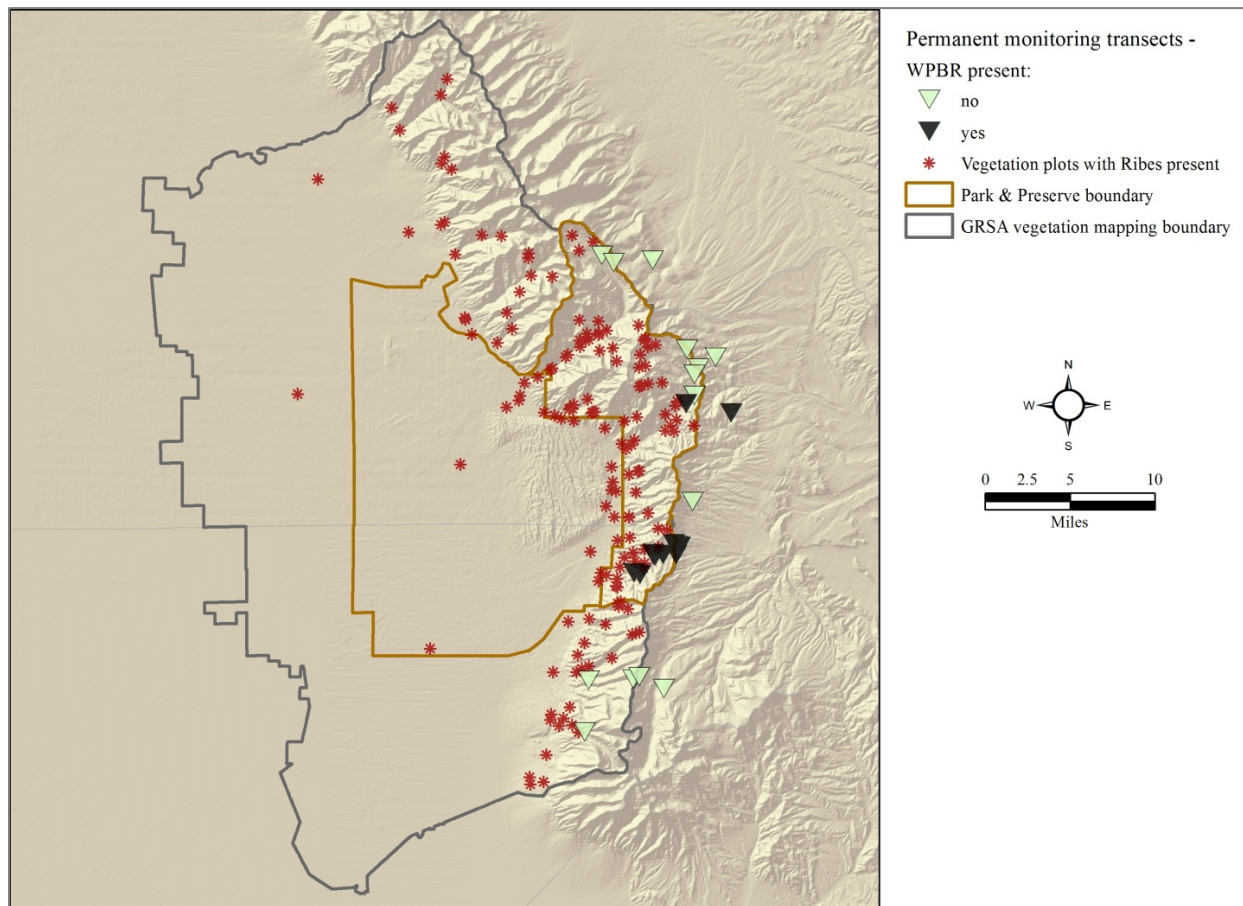 Permanent monitoring transects -
WPBR present:
no
yes
Vegetation plots with Ribes present
Park & Preserve boundary
GRSA vegetation mapping boundary
N
W E
S
0 2.5 5 10
Miles